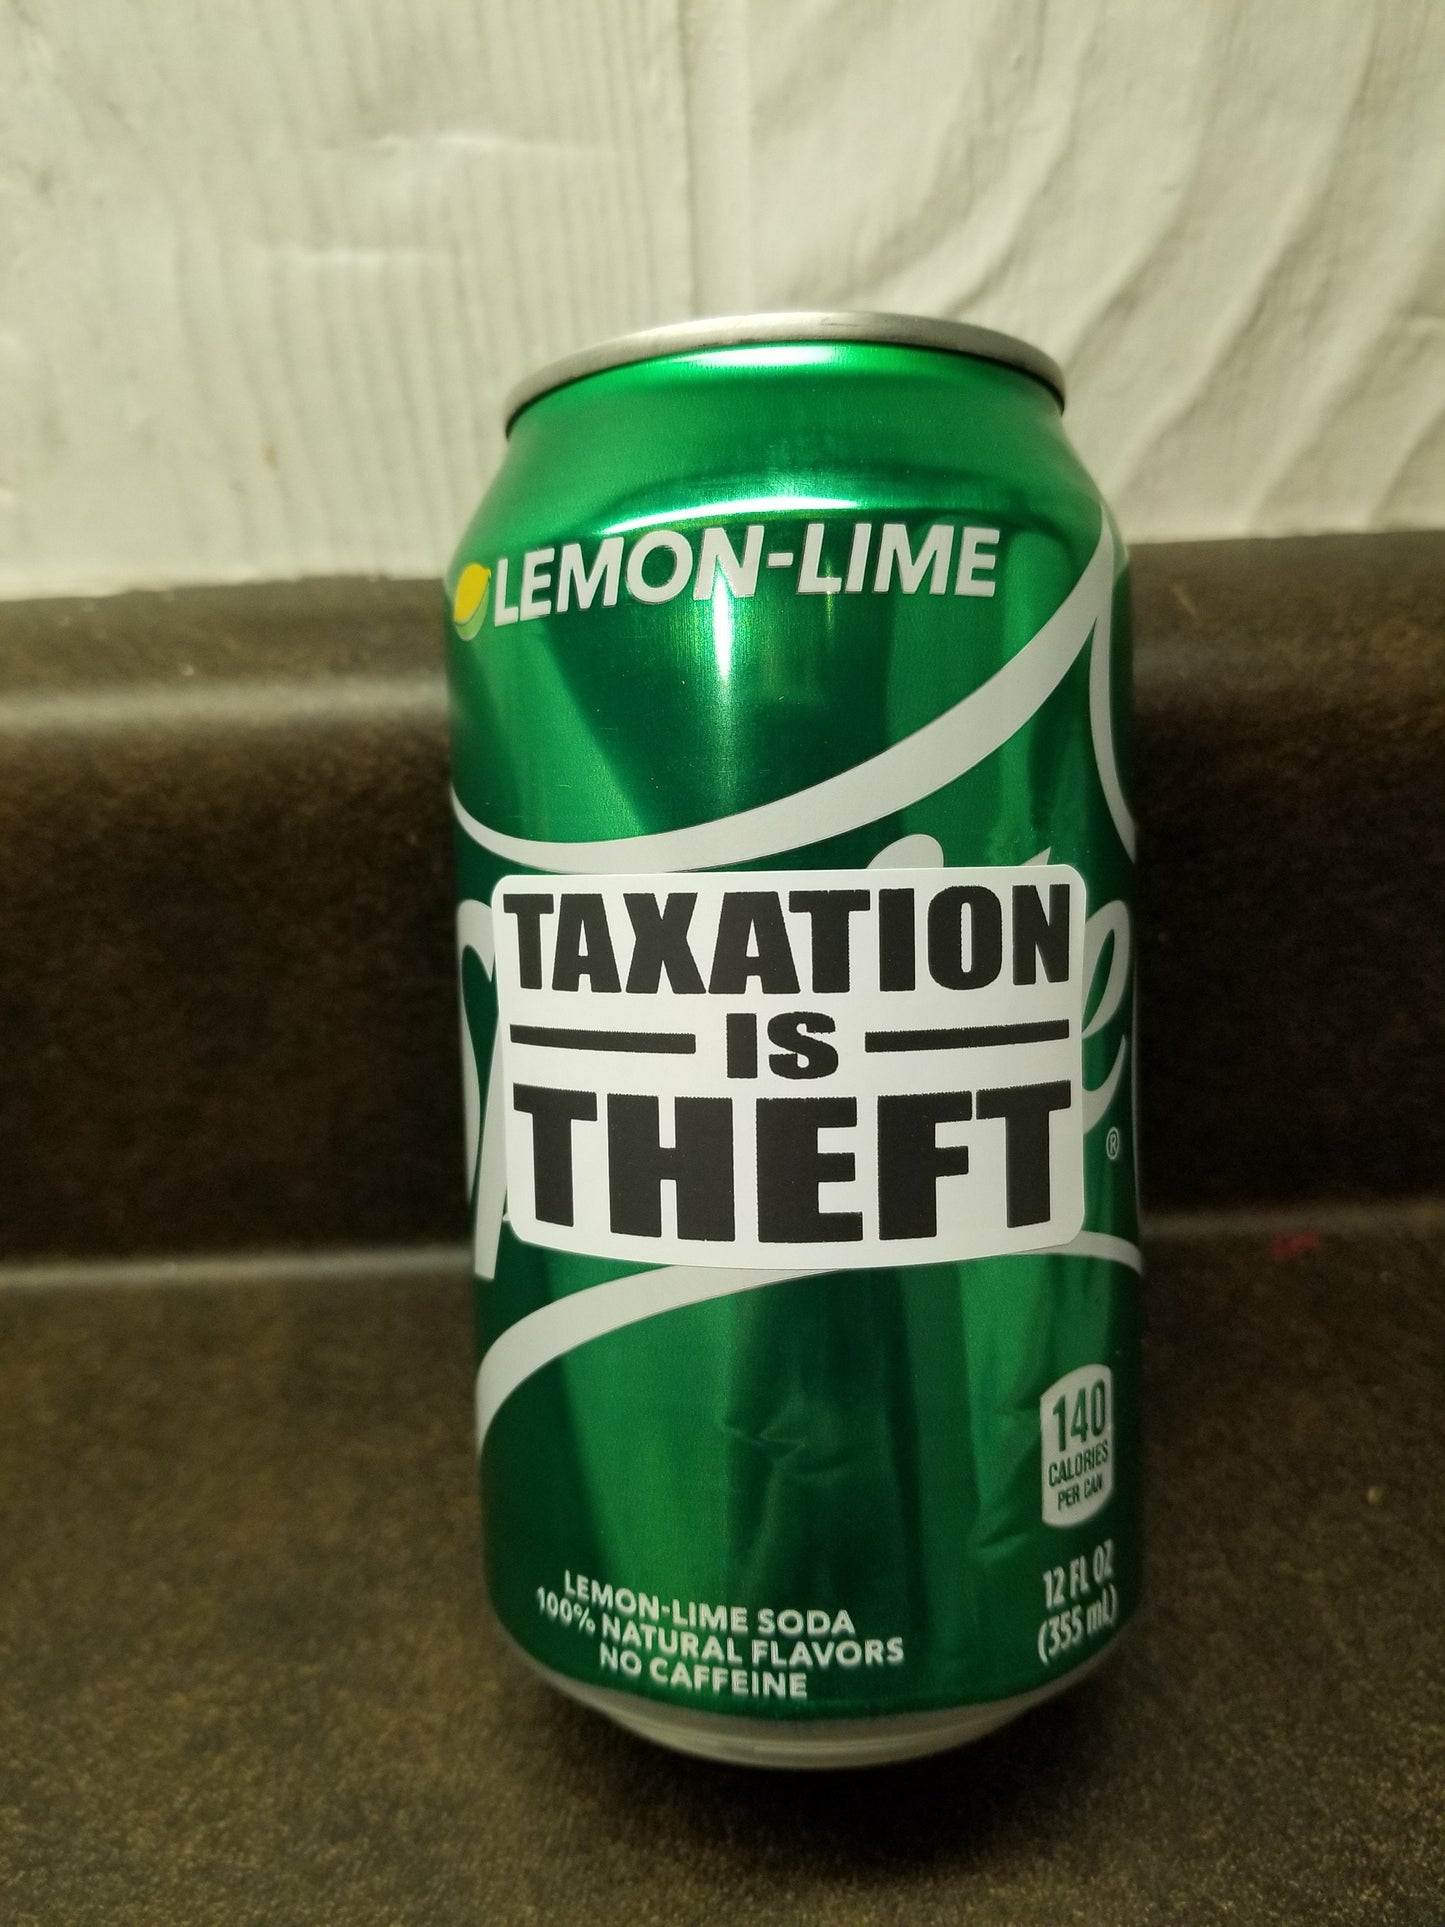 LEMON-LIME
TAXATION
IS
THEFT
®
140
CALORIES
PER CAN
12 FL OZ
(355 mL)
LEMON-LIME SODA
100% NATURAL FLAVORS
NO CAFFEINE